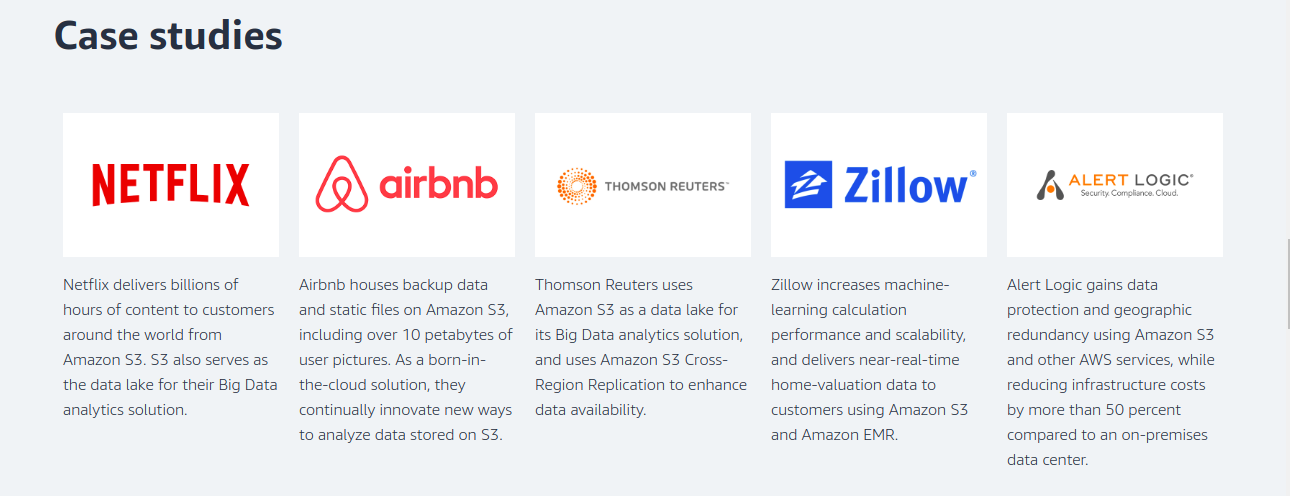 Case studies
NETFLIX
airbnb
THOMSON REUTERS™
Zillow®
ALERT LOGIC®
Security. Compliance. Cloud.
Netflix delivers billions of
hours of content to customers
around the world from
Amazon S3. S3 also serves as
the data lake for their Big Data
analytics solution.
Airbnb houses backup data
and static files on Amazon S3,
including over 10 petabytes of
user pictures. As a born-in-
the-cloud solution, they
continually innovate new ways
to analyze data stored on S3.
Thomson Reuters uses
Amazon S3 as a data lake for
its Big Data analytics solution,
and uses Amazon S3 Cross-
Region Replication to enhance
data availability.
Zillow increases machine-
learning calculation
performance and scalability,
and delivers near-real-time
home-valuation data to
customers using Amazon S3
and Amazon EMR.
Alert Logic gains data
protection and geographic
redundancy using Amazon S3
and other AWS services, while
reducing infrastructure costs
by more than 50 percent
compared to an on-premises
data center.